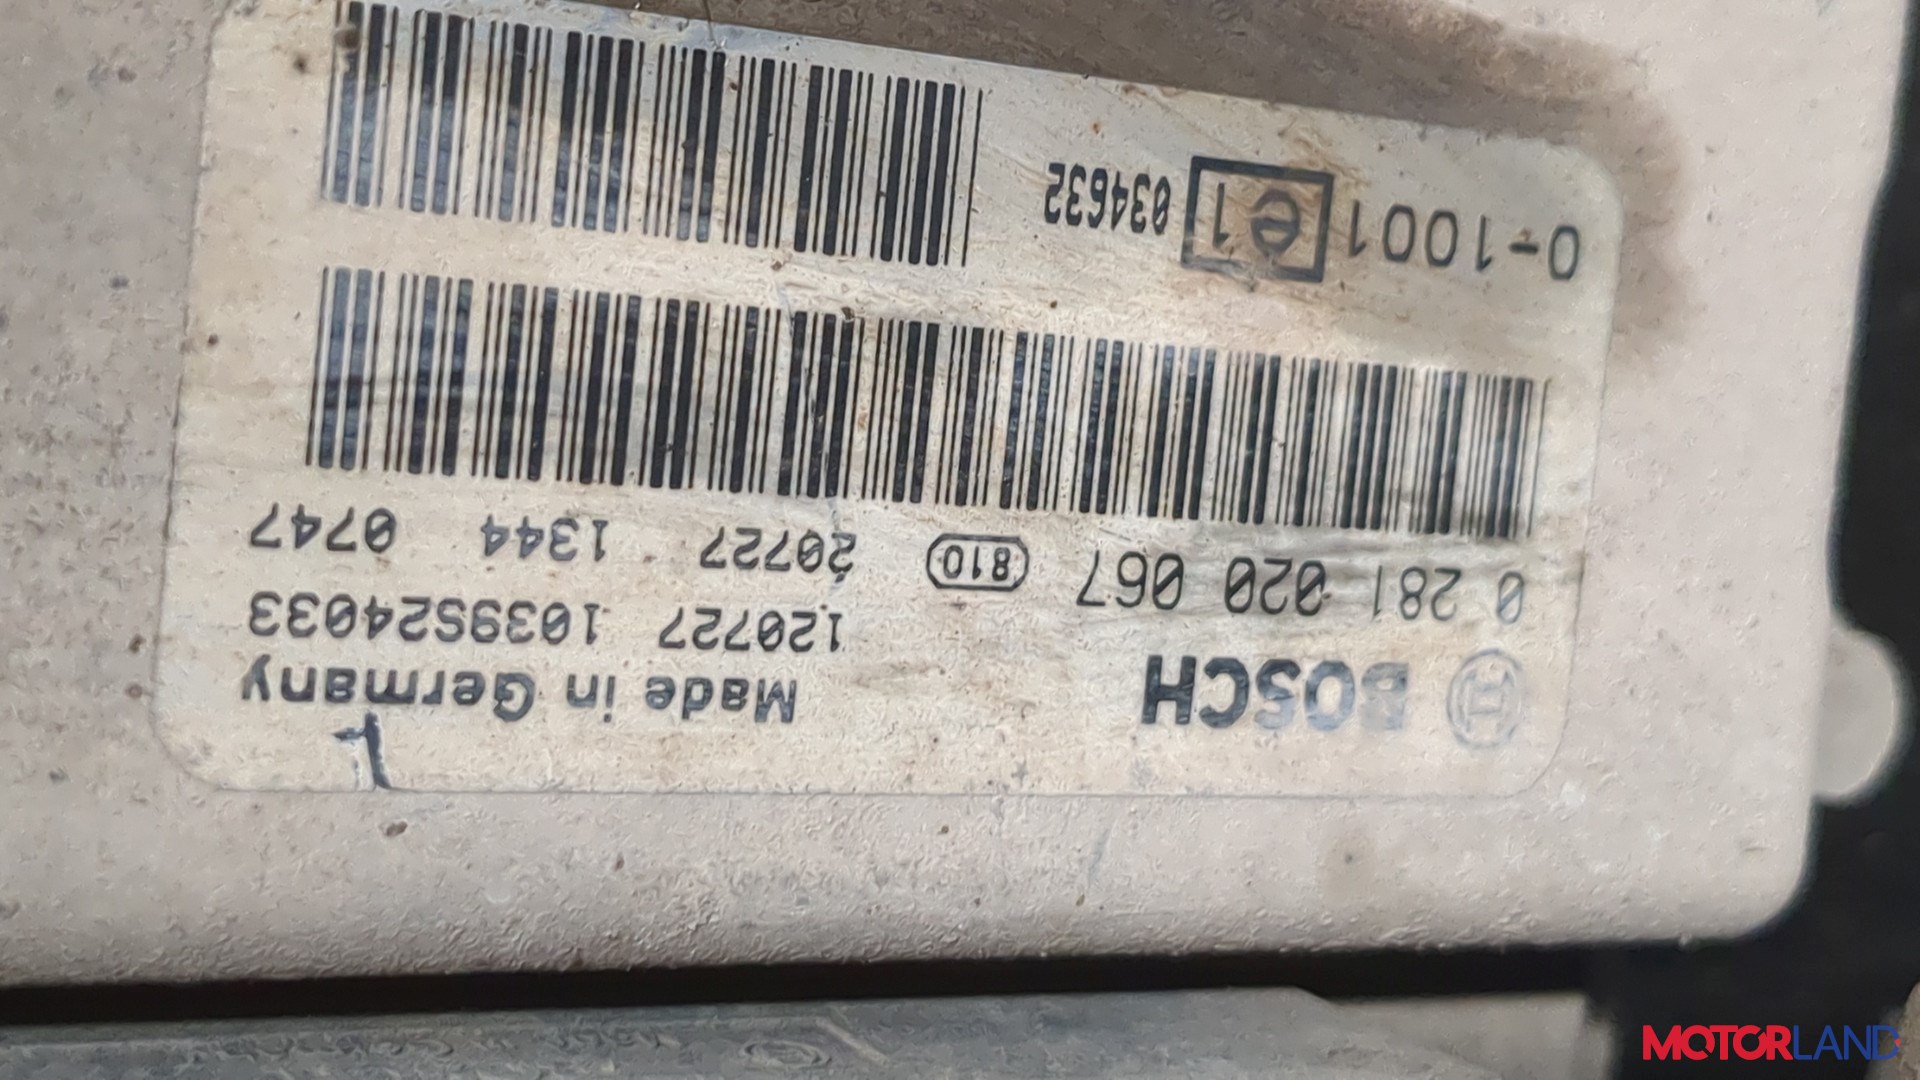 BOSCH Made in Germany
120727 1039S24033
0 281 020 067 810 20727 1344 0747
0-1001 e1 034632
MOTORLAND